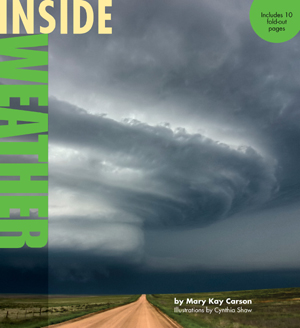 INSIDE
WEATHER
Includes 10
fold-out
pages
by Mary Kay Carson
Illustrations by Cynthia Shaw